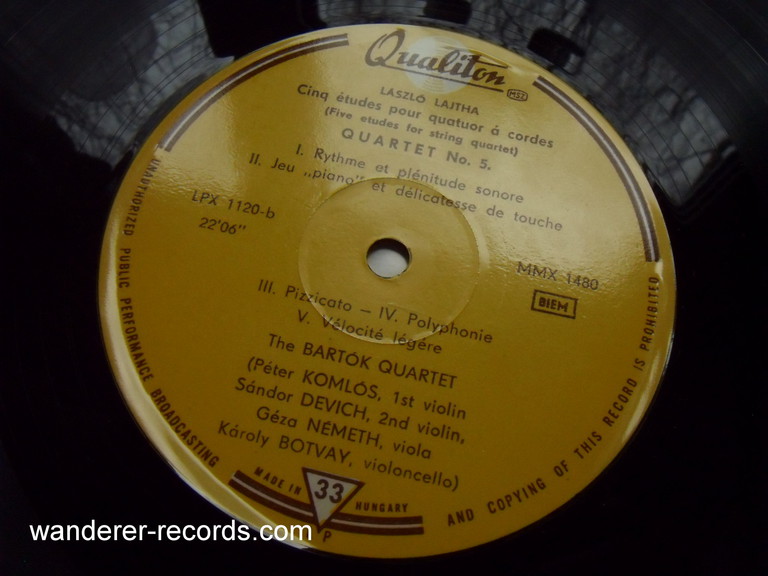 Qualiton
MSZ
LASZLÓ LAJTHA
Cinq études pour quatuor á cordes
(Five etudes for string quartet)
QUARTET No. 5.
I. Rythme et plénitude sonore
II. Jeu „piano” et délicatesse de touche
LPX 1120-b
22'06"
MMX 1480
BIEM
III. Pizzicato — IV. Polyphonie
V. Vélocité légére
The BARTÓK QUARTET
(Péter KOMLÓS, 1st violin
Sándor DEVICH, 2nd violin,
Géza NÉMETH, viola
Károly BOTVAY, violoncello)
UNAUTHORIZED PUBLIC PERFORMANCE BROADCASTING
AND COPYING OF THIS RECORD IS PROHIBITED
MADE IN 33 HUNGARY
P
wanderer-records.com